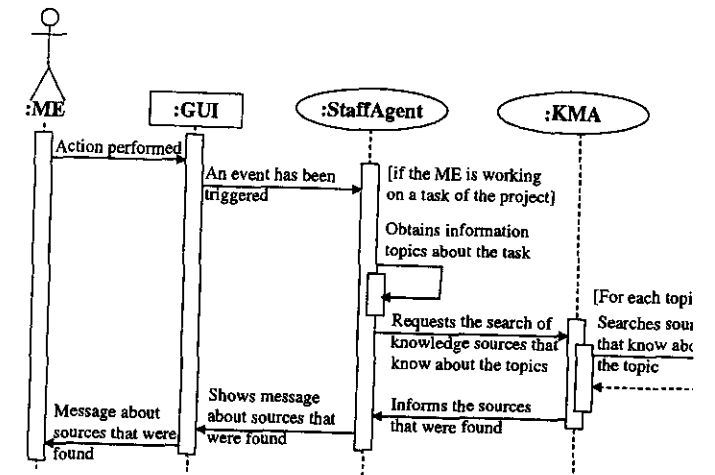 :ME
:GUI
:StaffAgent
:KMA
Action performed
An event has been
triggered
[if the ME is working
on a task of the project]
Obtains information
topics about the task
[For each topi
Requests the search of
knowledge sources that
know about the topics
Searches sou
that know abo
the topic
Informs the sources
that were found
Shows message
about sources that
were found
Message about
sources that were
found